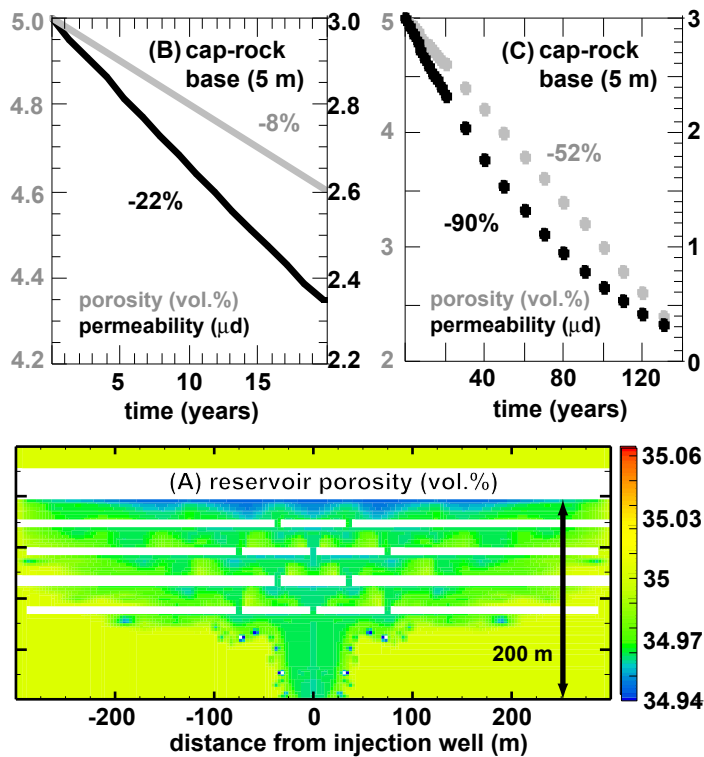 5.0
4.8
4.6
4.4
4.2
3.0
2.8
2.6
2.4
2.2
(B) cap-rock
base (5 m)
-8%
-22%
porosity (vol.%)
permeability (μd)
5
10
15
time (years)
5
4
3
2
3
2
1
0
(C) cap-rock
base (5 m)
-52%
-90%
porosity (vol.%)
permeability (μd)
40
80
120
time (years)
(A) reservoir porosity (vol.%)
200 m
35.06
35.03
35
34.97
34.94
-200
-100
0
100
200
distance from injection well (m)